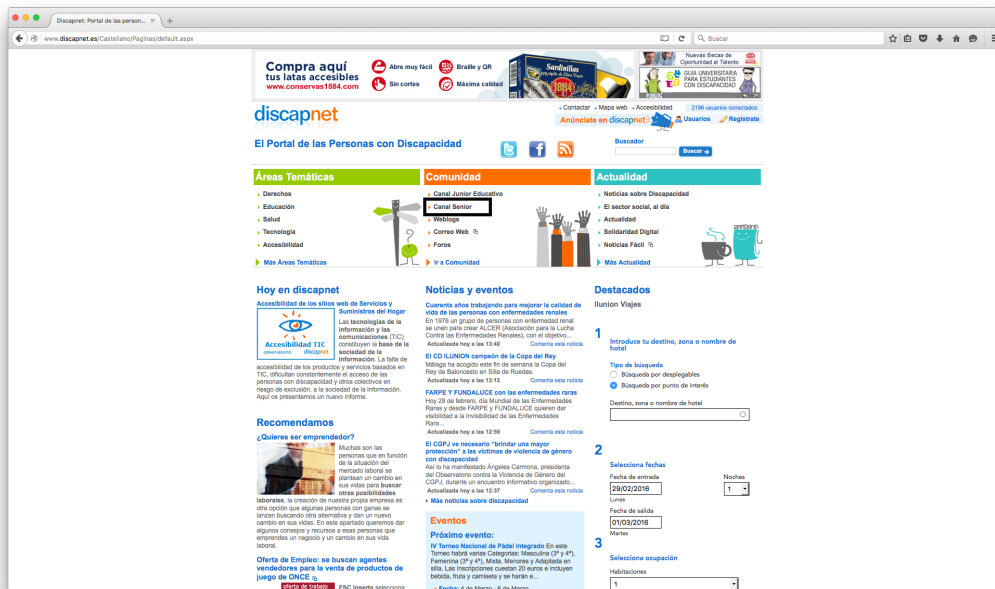 Discapnet: Portal de las person...
www.discapnet.es/Castellano/Paginas/default.aspx
Buscar
Compra aquí
tus latas accesibles
www.conservas1884.com
Abre muy fácil
Braille y QR
Sin cortes
Máxima calidad
Sardinillas
1884
Nuevas Becas de
Oportunidad al Talento
GUIA UNIVERSITARIA
PARA ESTUDIANTES
CON DISCAPACIDAD
discapnet
Contactar
Mapa web
Accesibilidad
2196 usuarios conectados
Anúnciate en discapnet
Usuarios
Regístrate
El Portal de las Personas con Discapacidad
Buscador
Buscar
Áreas Temáticas
Derechos
Educación
Salud
Tecnología
Accesibilidad
Más Áreas Temáticas
Comunidad
Canal Junior Educativo
Canal Senior
Weblogs
Correo Web
Foros
Ir a Comunidad
Actualidad
Noticias sobre Discapacidad
El sector social, al día
Actualidad
Solidaridad Digital
Noticias Fácil
Más Actualidad
Hoy en discapnet
Accesibilidad de los sitios web de Servicios y
Suministros del Hogar
Accesibilidad TIC
observatorio discapnet
Las tecnologías de la
información y las
comunicaciones (TIC)
constituyen la base de la
sociedad de la
información. La falta de
accesibilidad de los productos y servicios basados en
TIC, dificultan constantemente el acceso de las
personas con discapacidad y otros colectivos en
riesgo de exclusión, a la sociedad de la información.
Aquí os presentamos un nuevo informe.
Recomendamos
¿Quieres ser emprendedor?
Muchas son las
personas que en función
de la situación del
mercado laboral se
plantean un cambio en
sus vidas para buscar
otras posibilidades
laborales, la creación de nuestra propia empresa es
otra opción que algunas personas con ganas se
lanzan buscando otra alternativa y dan un nuevo
cambio en sus vidas. En este apartado queremos dar
algunos consejos y recursos a esas personas que
emprendes un negocio y un cambio en sus vida
laboral.
Oferta de Empleo: se buscan agentes
vendedores para la venta de productos de
juego de ONCE
oferta de trabajo
FSC Inserta selecciona
Noticias y eventos
Cuarenta años trabajando para mejorar la calidad de
vida de las personas con enfermedades renales
En 1976 un grupo de personas con enfermedad renal
se unen para crear ALCER (Asociación para la Lucha
Contra las Enfermedades Renales), con el objetivo...
Actualizada hoy a las 13:40 Comenta esta noticia
El CD ILUNION campeón de la Copa del Rey
Málaga ha acogido este fin de semana la Copa del
Rey de Baloncesto en Silla de Ruedas.
Actualizada hoy a las 13:12 Comenta esta noticia
FARPE Y FUNDALUCE con las enfermedades raras
Hoy 29 de febrero, día Mundial de las Enfermedades
Raras y desde FARPE y FUNDALUCE quieren dar
visibilidad a la invisibilidad de las Enfermedades
Rara...
Actualizada hoy a las 12:59 Comenta esta noticia
El CGPJ ve necesario "brindar una mayor
protección" a las víctimas de violencia de género
con discapacidad
Así lo ha manifestado Ángeles Carmona, presidenta
del Observatorio contra la Violencia de Género del
CGPJ, durante un encuentro informativo organizado...
Actualizada hoy a las 12:37 Comenta esta noticia
Más noticias sobre discapacidad
Eventos
Próximo evento:
IV Torneo Nacional de Pádel Integrado En este
Torneo habrá varias Categorías: Masculina (3ª y 4ª),
Femenina (3ª y 4ª), Mixta, Menores y Adaptada en
silla. Las inscripciones cuestan 20 euros e incluyen
bebida, fruta y camiseta y se harán e...
Fecha: 4 de Marzo - 6 de Marzo
Destacados
Ilunion Viajes
1
Introduce tu destino, zona o nombre de
hotel
Tipo de búsqueda
Búsqueda por desplegables
Búsqueda por punto de interés
Destino, zona o nombre de hotel
2
Selecciona fechas
Fecha de entrada
Noches
29/02/2016
1
Lunes
Fecha de salida
01/03/2016
Martes
3
Selecciona ocupación
Habitaciones
1